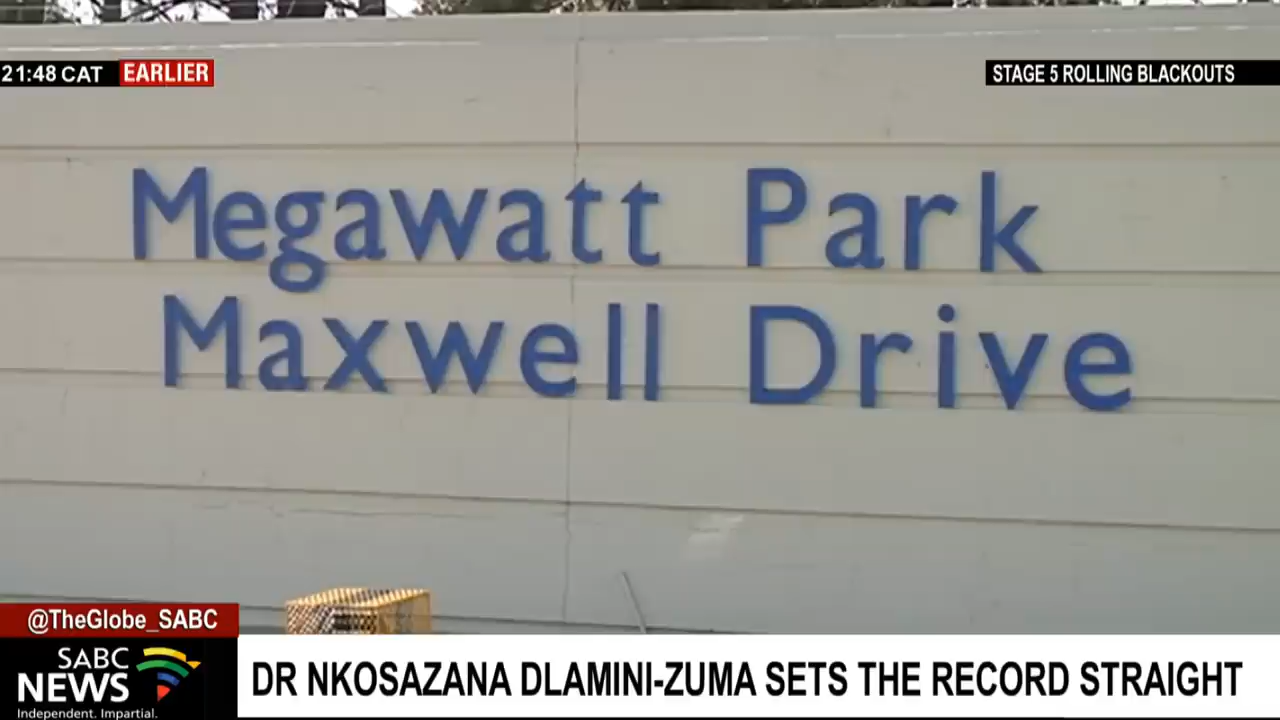 21:48 CAT EARLIER
STAGE 5 ROLLING BLACKOUTS
Megawatt Park
Maxwell Drive
@TheGlobe_SABC
SABC
NEWS
Independent. Impartial.
DR NKOSAZANA DLAMINI-ZUMA SETS THE RECORD STRAIGHT